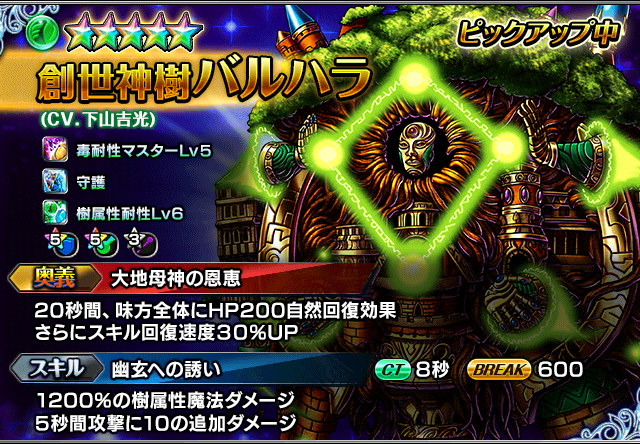 ピックアップ中
創世神樹バルハラ
(CV.下山吉光)
毒耐性マスターLv5
守護
樹属性耐性Lv6
5 5 3
奥義 大地母神の恩恵
20秒間、味方全体にHP200自然回復効果
さらにスキル回復速度30%UP
スキル 幽玄への誘い CT 8秒 BREAK 600
1200%の樹属性魔法ダメージ
5秒間攻撃に10の追加ダメージ